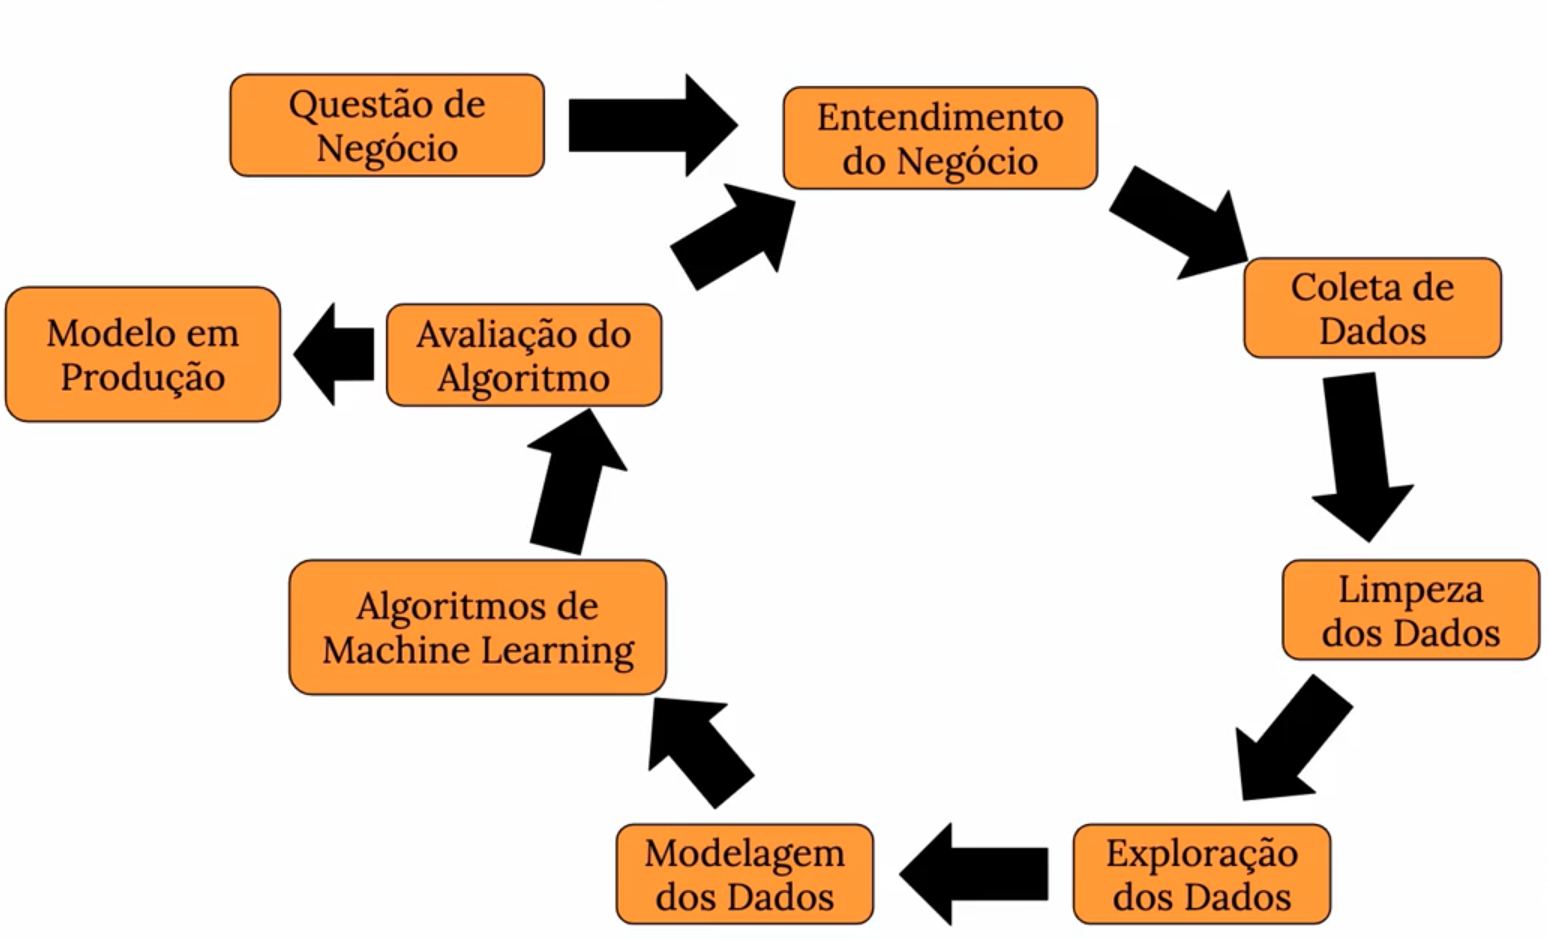 Questão de
Negócio
Entendimento
do Negócio
Coleta de
Dados
Limpeza
dos Dados
Exploração
dos Dados
Modelagem
dos Dados
Algoritmos de
Machine Learning
Avaliação do
Algoritmo
Modelo em
Produção